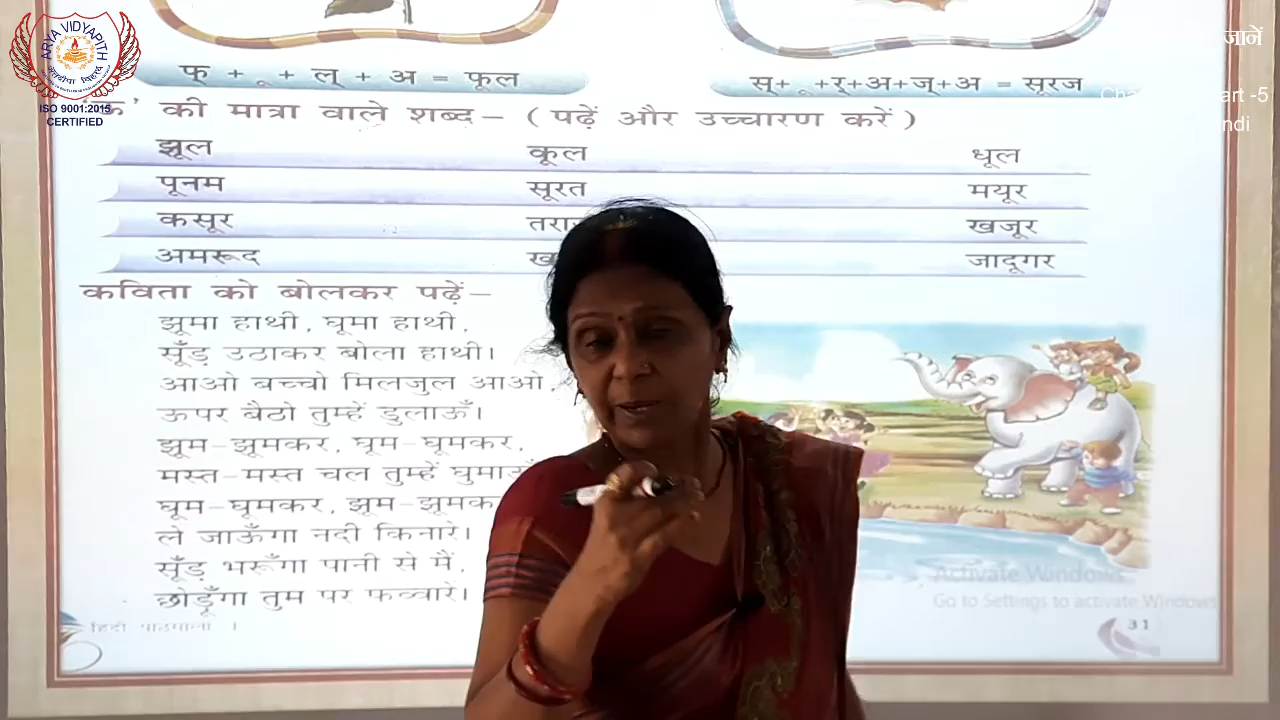 ARYA VIDYAPITH
ISO 9001:2015
CERTIFIED
जानें
art -5
ndi
फ् + ू + ल् + अ = फूल
स्+ ू +र्+अ+ज्+अ = सूरज
ऊ' की मात्रा वाले शब्द– ( पढ़ें और उच्चारण करें )
झूल कूल धूल
पूनम सूरत मयूर
कसूर खजूर
अमरूद जादूगर
कविता को बोलकर पढ़ें–
झूमा हाथी, घूमा हाथी,
सूँड़ उठाकर बोला हाथी।
आओ बच्चो मिलजुल आओ,
ऊपर बैठो तुम्हें डुलाऊँ।
झूम-झूमकर, घूम-घूमकर,
मस्त-मस्त चल तुम्हें घुमाऊँ
घूम-घूमकर, झूम-झूमक
ले जाऊँगा नदी किनारे।
सूँड़ भरूँगा पानी से मैं,
छोड़ूँगा तुम पर फव्वारे।
Activate Windows
Go to Settings to activate Windows
हिंदी पाठमाला 1
31